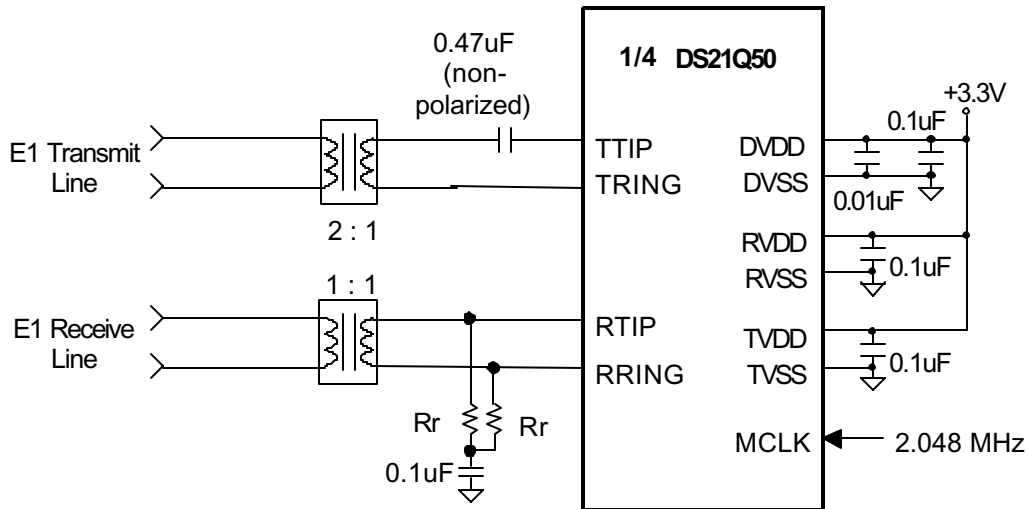 0.47uF
(non-
polarized)
1/4 DS21Q50
+3.3V
0.1uF
E1 Transmit
Line
TTIP
TRING
DVDD
DVSS
0.01uF
2 : 1
RVDD
RVSS
0.1uF
1 : 1
E1 Receive
Line
RTIP
RRING
TVDD
TVSS
0.1uF
Rr
Rr
0.1uF
MCLK
2.048 MHz